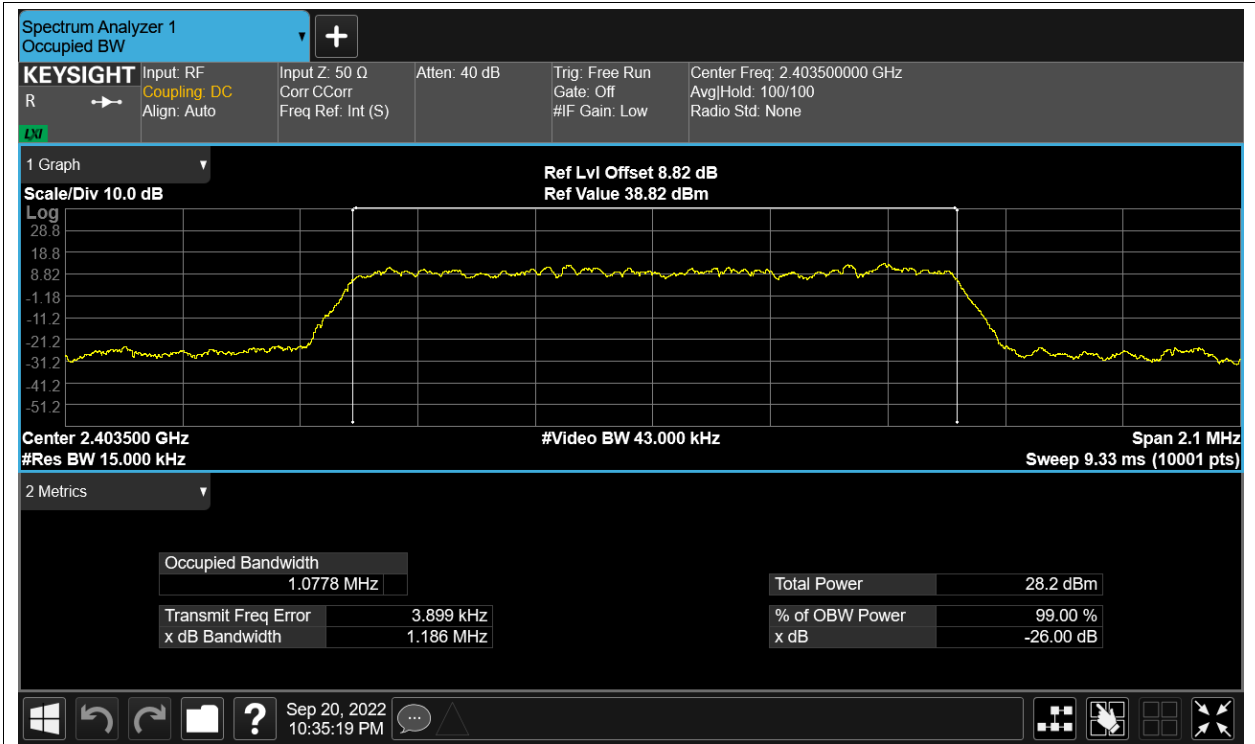 Spectrum Analyzer 1
Occupied BW
KEYSIGHT
R
LXI
Input: RF
Coupling: DC
Align: Auto
Input Z: 50 Ω
Corr CCorr
Freq Ref: Int (S)
Atten: 40 dB
Trig: Free Run
Gate: Off
#IF Gain: Low
Center Freq: 2.403500000 GHz
Avg|Hold: 100/100
Radio Std: None
1 Graph
Scale/Div 10.0 dB
Ref Lvl Offset 8.82 dB
Ref Value 38.82 dBm
Log
28.8
18.8
8.82
-1.18
-11.2
-21.2
-31.2
-41.2
-51.2
Center 2.403500 GHz
#Video BW 43.000 kHz
Span 2.1 MHz
#Res BW 15.000 kHz
Sweep 9.33 ms (10001 pts)
2 Metrics
Occupied Bandwidth
1.0778 MHz
Transmit Freq Error 3.899 kHz
x dB Bandwidth 1.186 MHz
Total Power 28.2 dBm
% of OBW Power 99.00 %
x dB -26.00 dB
?
Sep 20, 2022
10:35:19 PM